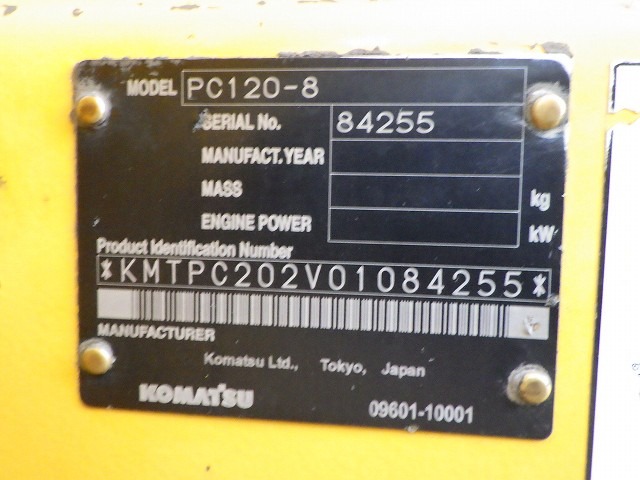 MODEL PC120-8
SERIAL No. 84255
MANUFACT. YEAR
MASS kg
ENGINE POWER kW
Product Identification Number
*KMTPC202V01084255*
MANUFACTURER
Komatsu Ltd., Tokyo, Japan
KOMATSU 09601-10001